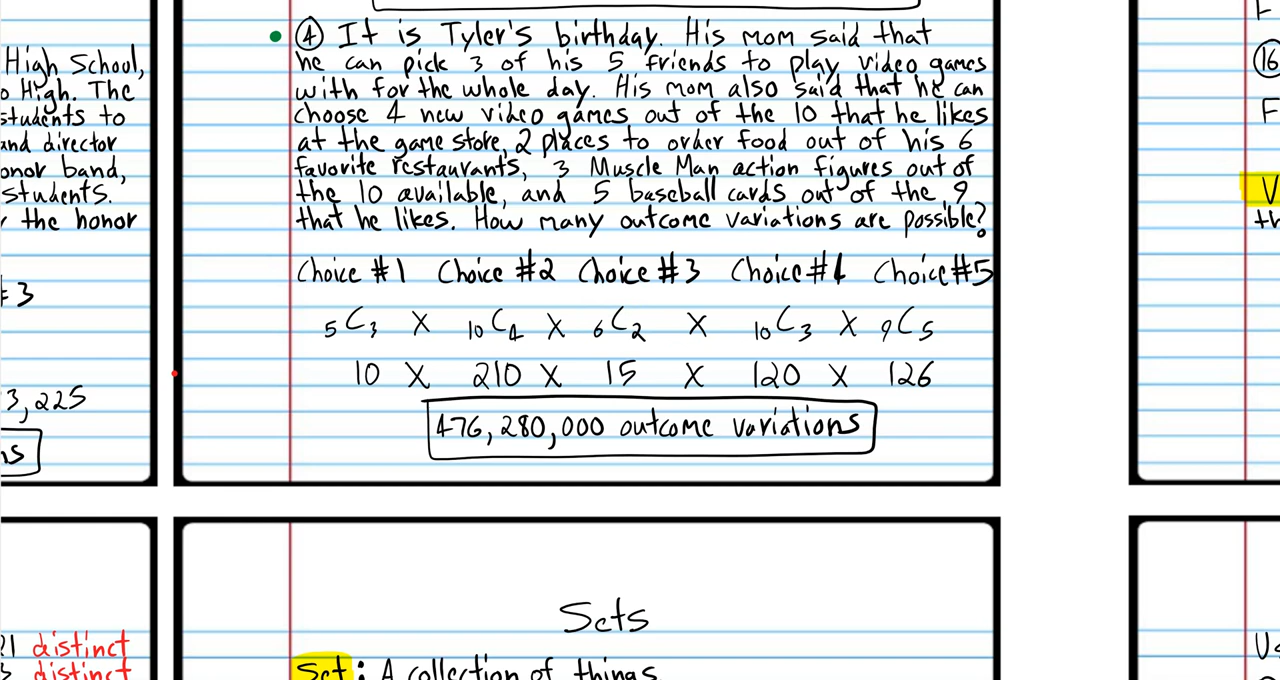 ④ It is Tyler's birthday. His mom said that
he can pick 3 of his 5 friends to play video games
with for the whole day. His mom also said that he can
choose 4 new video games out of the 10 that he likes
at the game store, 2 places to order food out of his 6
favorite restaurants, 3 Muscle Man action figures out of
the 10 available, and 5 baseball cards out of the 9
that he likes. How many outcome variations are possible?
Choice #1 Choice #2 Choice #3 Choice #4 Choice #5
₅C₃ X ₁₀C₄ X ₆C₂ X ₁₀C₃ X ₉C₅
10 X 210 X 15 X 120 X 126
476,280,000 outcome variations
High School,
High. The
students to
and director
onor band,
students.
the honor
#3
3,225
ns
21 distinct
distinct
Sets
Set: A collection of things
⑯
F
V